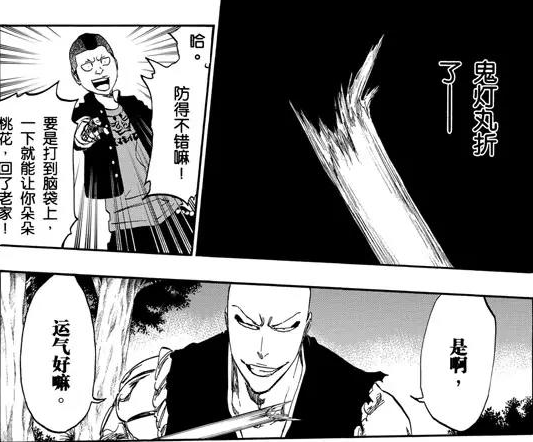 鬼灯丸折
了——
哈。
防得不错嘛！
要是打到脑袋上，
一下就能让你朵朵
桃花，回了老家！
是啊，
运气好嘛。